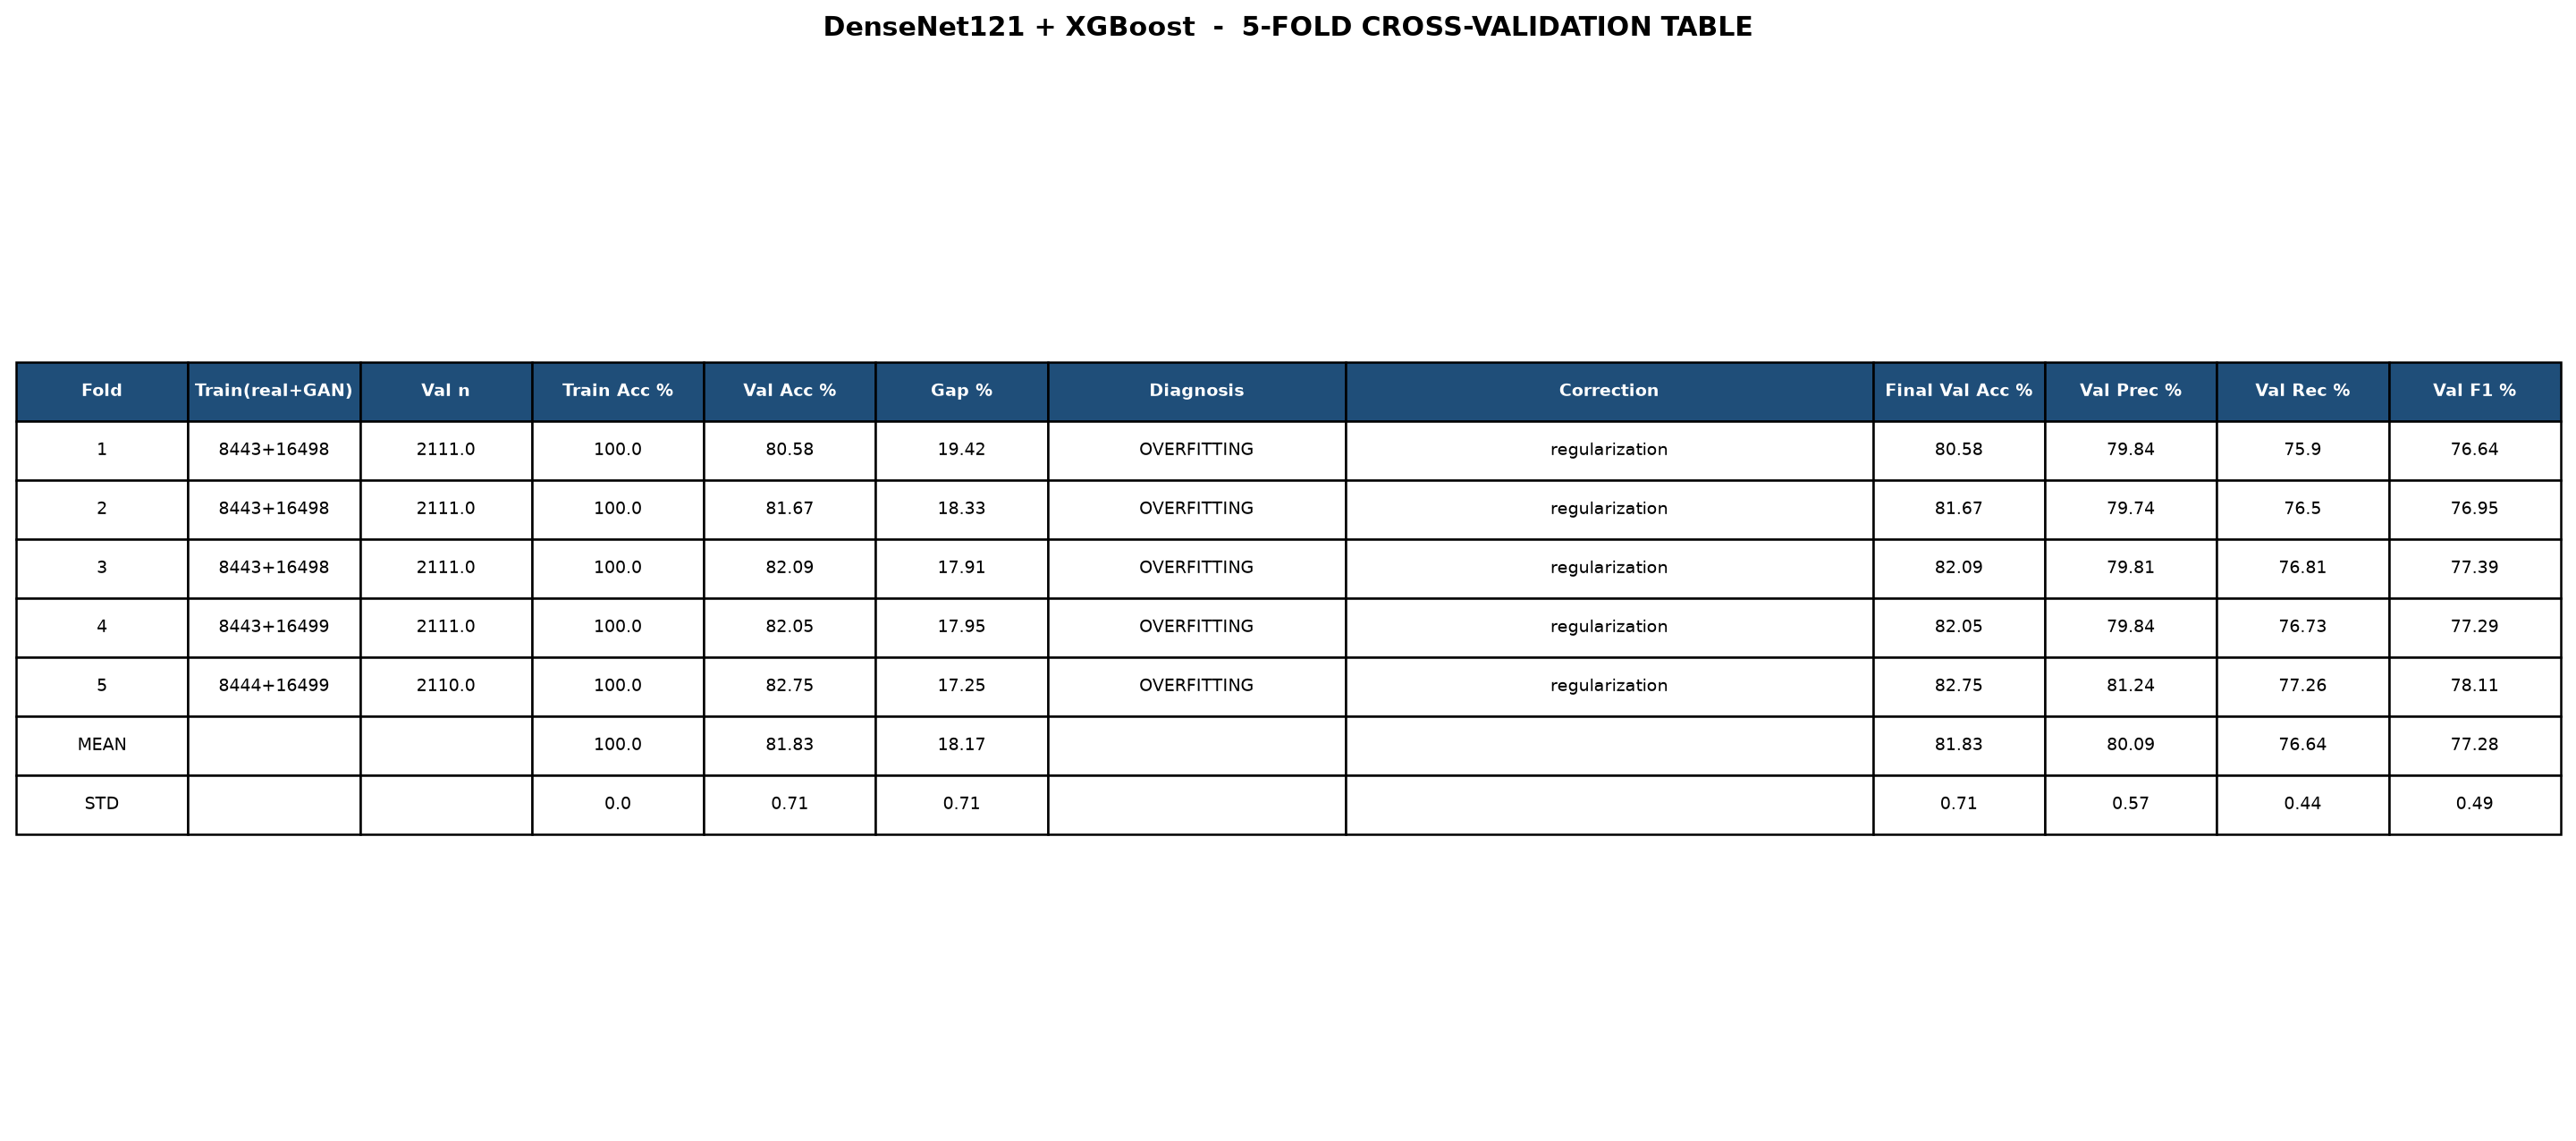 DenseNet121 + XGBoost - 5-FOLD CROSS-VALIDATION TABLE
Fold Train(real+GAN) Val n Train Acc % Val Acc % Gap % Diagnosis Correction Final Val Acc % Val Prec % Val Rec % Val F1 %
1 8443+16498 2111.0 100.0 80.58 19.42 OVERFITTING regularization 80.58 79.84 75.9 76.64
2 8443+16498 2111.0 100.0 81.67 18.33 OVERFITTING regularization 81.67 79.74 76.5 76.95
3 8443+16498 2111.0 100.0 82.09 17.91 OVERFITTING regularization 82.09 79.81 76.81 77.39
4 8443+16499 2111.0 100.0 82.05 17.95 OVERFITTING regularization 82.05 79.84 76.73 77.29
5 8444+16499 2110.0 100.0 82.75 17.25 OVERFITTING regularization 82.75 81.24 77.26 78.11
MEAN 100.0 81.83 18.17 81.83 80.09 76.64 77.28
STD 0.0 0.71 0.71 0.71 0.57 0.44 0.49